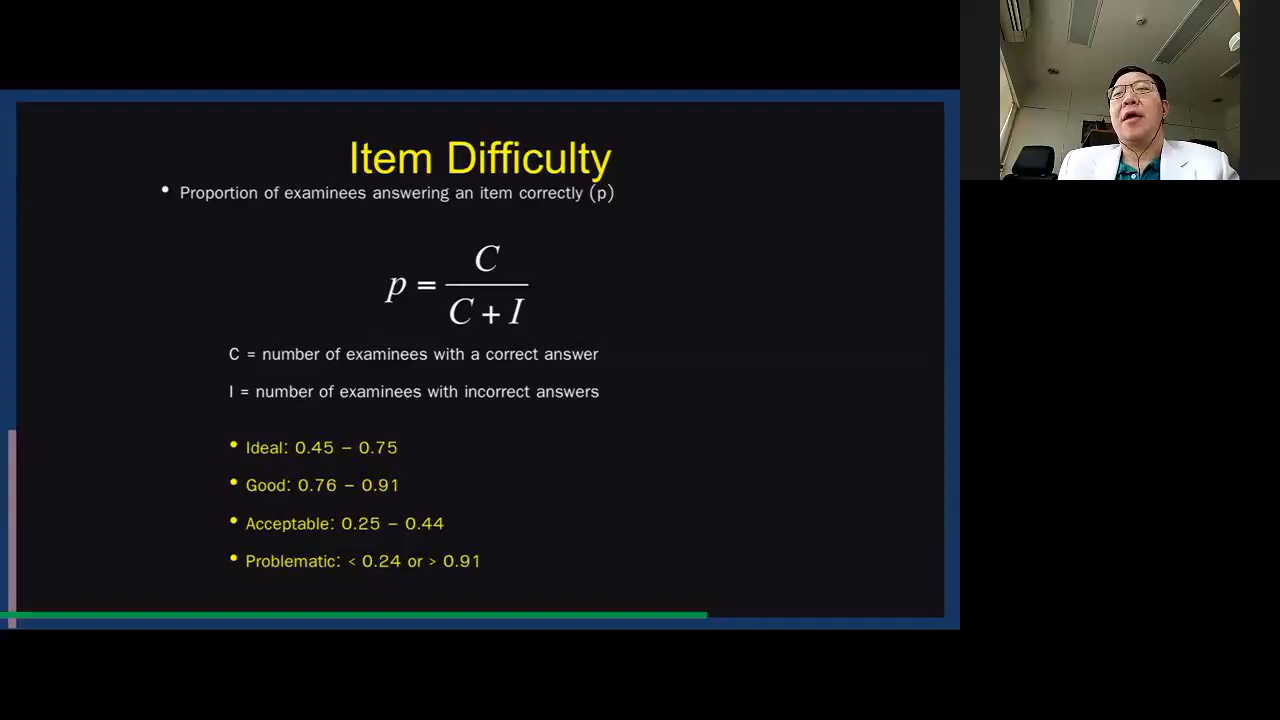 Item Difficulty
• Proportion of examinees answering an item correctly (p)
p = C / (C + I)
C = number of examinees with a correct answer
I = number of examinees with incorrect answers
• Ideal: 0.45 – 0.75
• Good: 0.76 – 0.91
• Acceptable: 0.25 – 0.44
• Problematic: < 0.24 or > 0.91